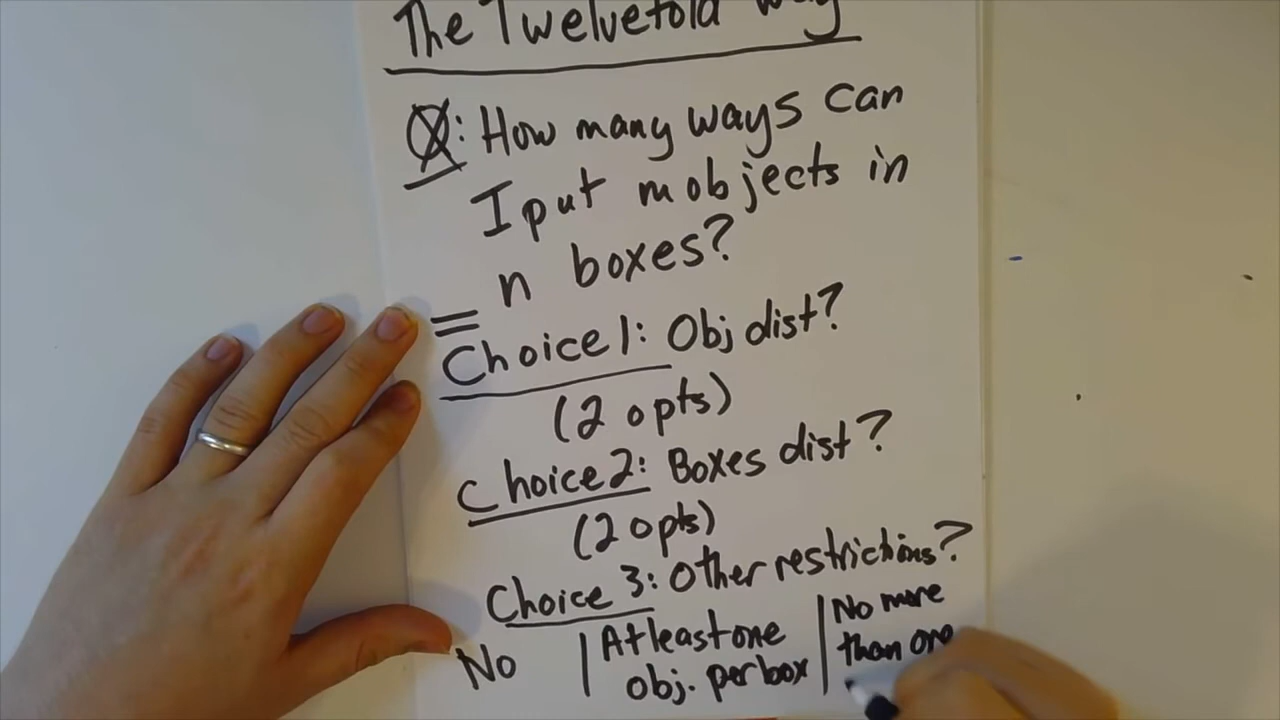 The Twelvefold Way
Q: How many ways can
I put m objects in
n boxes?
Choice 1: Obj dist?
(2 opts)
Choice 2: Boxes dist?
(2 opts)
Choice 3: Other restrictions?
No | At least one | No more
obj. per box | than one